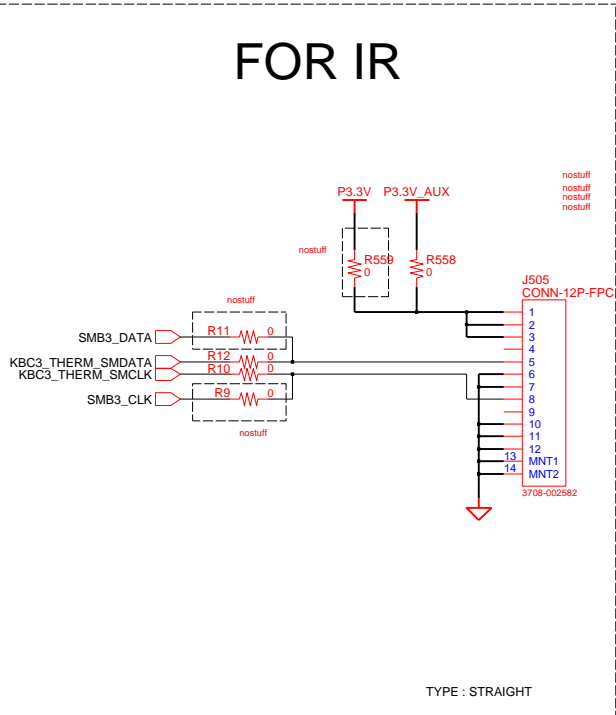 FOR IR
nostuff
nostuff
nostuff
nostuff
P3.3V P3.3V_AUX
nostuff
R559
0
R558
0
J505
CONN-12P-FPC
nostuff
SMB3_DATA R11 0
KBC3_THERM_SMDATA R12 0
KBC3_THERM_SMCLK R10 0
SMB3_CLK R9 0
nostuff
1
2
3
4
5
6
7
8
9
10
11
12
13 MNT1
14 MNT2
3708-002582
TYPE : STRAIGHT